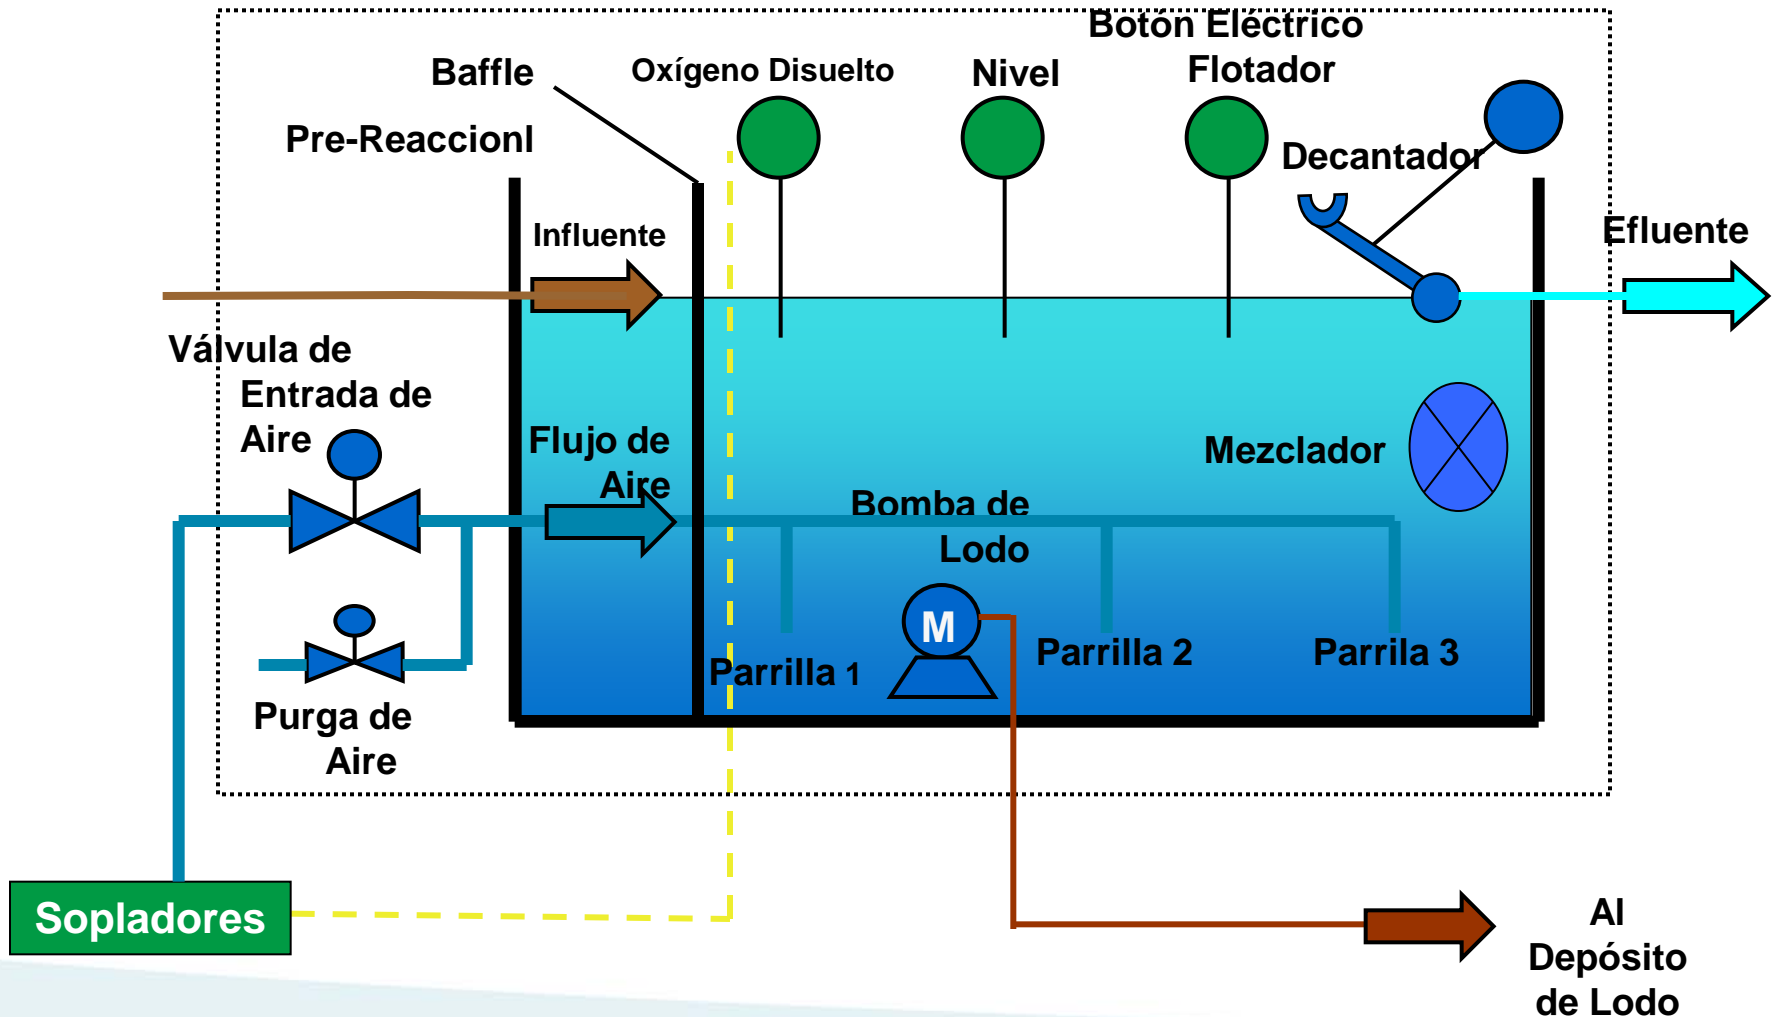 Botón Eléctrico
Flotador
Baffle
Oxígeno Disuelto
Nivel
Pre-Reaccionl
Decantador
Influente
Efluente
Válvula de
Entrada de
Aire
Flujo de
Aire
Mezclador
Bomba de
Lodo
M
Parrilla 1
Parrilla 2
Parrila 3
Purga de
Aire
Sopladores
Al
Depósito
de Lodo